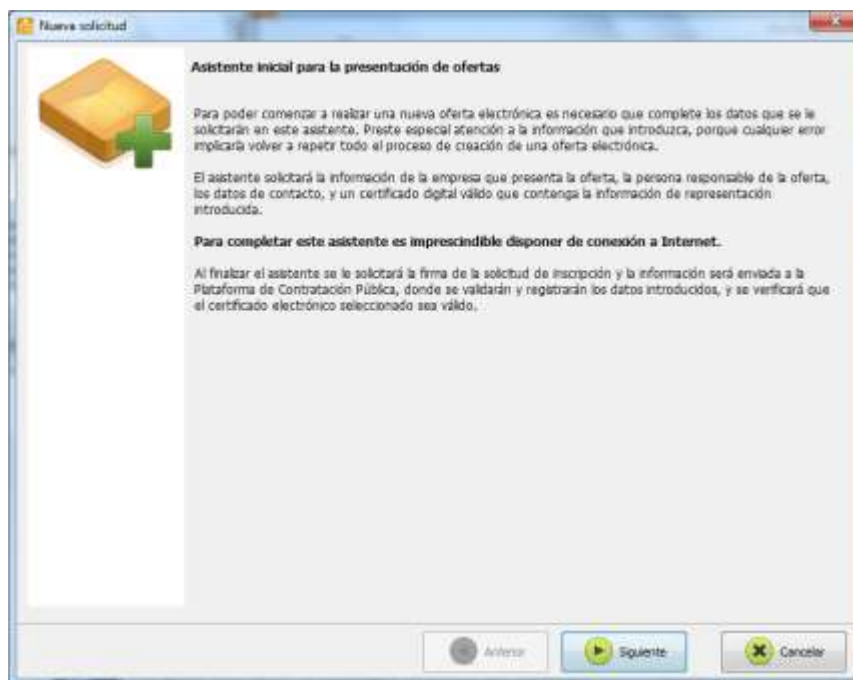 Nueva solicitud
Asistente inicial para la presentación de ofertas
Para poder comenzar a realizar una nueva oferta electrónica es necesario que complete los datos que se le
solicitarán en este asistente. Preste especial atención a la información que introduzca, porque cualquier error
implicará volver a repetir todo el proceso de creación de una oferta electrónica.
El asistente solicitará la información de la empresa que presenta la oferta, la persona responsable de la oferta,
los datos de contacto, y un certificado digital válido que contenga la información de representación
introducida.
Para completar este asistente es imprescindible disponer de conexión a Internet.
Al finalizar el asistente se le solicitará la firma de la solicitud de inscripción y la información será enviada a la
Plataforma de Contratación Pública, donde se validarán y registrarán los datos introducidos, y se verificará que
el certificado electrónico seleccionado sea válido.
Anterior
Siguiente
Cancelar